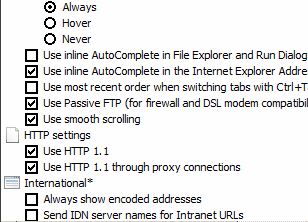 Always
Hover
Never
Use inline AutoComplete in File Explorer and Run Dialog
Use inline AutoComplete in the Internet Explorer Addre
Use most recent order when switching tabs with Ctrl+T
Use Passive FTP (for firewall and DSL modem compatibil
Use smooth scrolling
HTTP settings
Use HTTP 1.1
Use HTTP 1.1 through proxy connections
International*
Always show encoded addresses
Send IDN server names for Intranet URLs